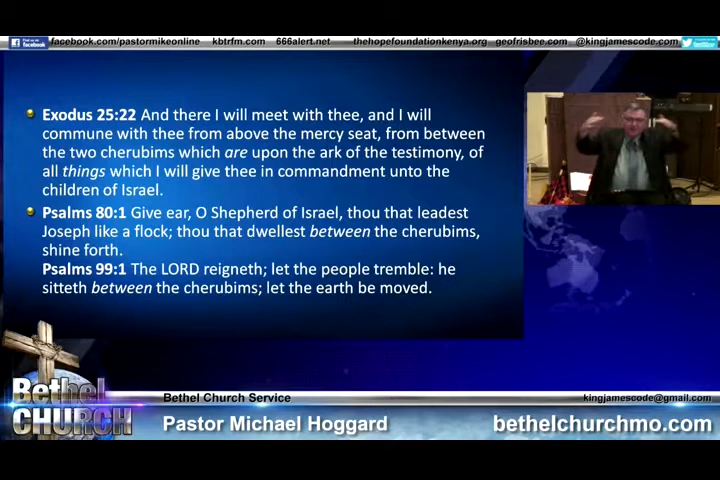 Find us on facebook
facebook.com/pastormikeonline kbtrfm.com 666alert.net thehopefoundationkenya.org geofrisbee.com @kingjamescode.com twitter
Exodus 25:22 And there I will meet with thee, and I will
commune with thee from above the mercy seat, from between
the two cherubims which are upon the ark of the testimony, of
all things which I will give thee in commandment unto the
children of Israel.
Psalms 80:1 Give ear, O Shepherd of Israel, thou that leadest
Joseph like a flock; thou that dwellest between the cherubims,
shine forth.
Psalms 99:1 The LORD reigneth; let the people tremble: he
sitteth between the cherubims; let the earth be moved.
Bethel
CHURCH
Bethel Church Service kingjamescode@gmail.com
Pastor Michael Hoggard bethelchurchmo.com